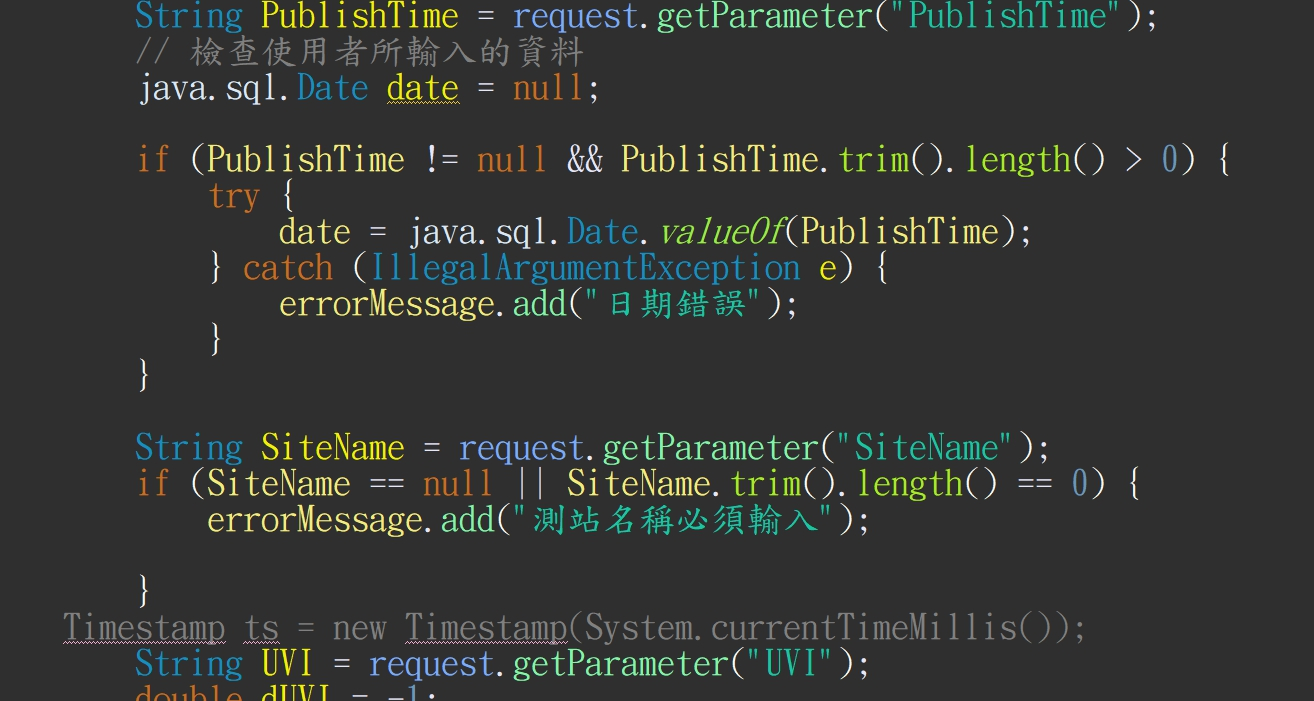 String PublishTime = request.getParameter("PublishTime");
// 檢查使用者所輸入的資料
java.sql.Date date = null;
if (PublishTime != null && PublishTime.trim().length() > 0) {
try {
date = java.sql.Date.valueOf(PublishTime);
} catch (IllegalArgumentException e) {
errorMessage.add("日期錯誤");
}
}
String SiteName = request.getParameter("SiteName");
if (SiteName == null || SiteName.trim().length() == 0) {
errorMessage.add("測站名稱必須輸入");
}
Timestamp ts = new Timestamp(System.currentTimeMillis());
String UVI = request.getParameter("UVI");
double dUVI = -1;